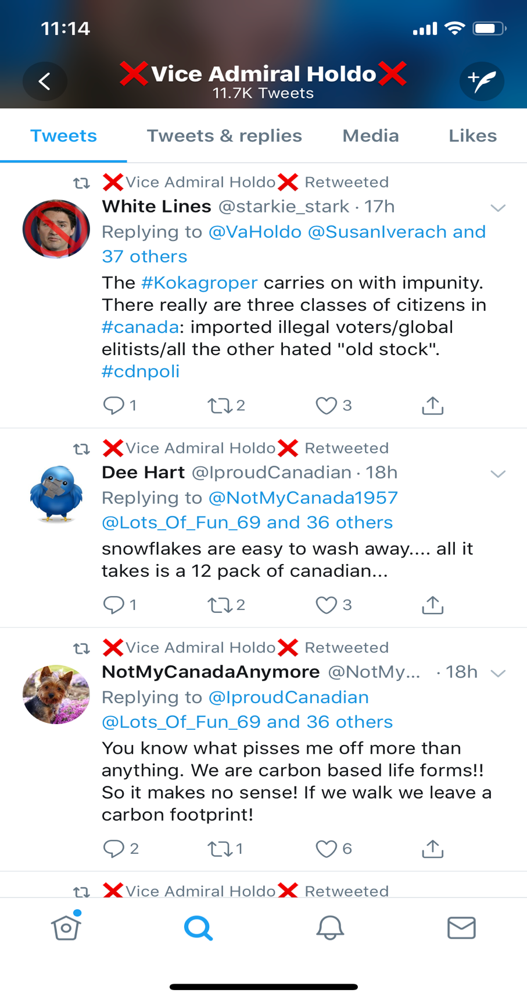 11:14
❌Vice Admiral Holdo❌
11.7K Tweets
Tweets
Tweets & replies
Media
Likes
❌Vice Admiral Holdo❌ Retweeted
White Lines @starkie_stark · 17h
Replying to @VaHoldo @SusanIverach and
37 others
The #Kokagroper carries on with impunity.
There really are three classes of citizens in
#canada: imported illegal voters/global
elitists/all the other hated "old stock".
#cdnpoli
1 2 3
❌Vice Admiral Holdo❌ Retweeted
Dee Hart @IproudCanadian · 18h
Replying to @NotMyCanada1957
@Lots_Of_Fun_69 and 36 others
snowflakes are easy to wash away.... all it
takes is a 12 pack of canadian...
1 2 3
❌Vice Admiral Holdo❌ Retweeted
NotMyCanadaAnymore @NotMy... · 18h
Replying to @IproudCanadian
@Lots_Of_Fun_69 and 36 others
You know what pisses me off more than
anything. We are carbon based life forms!!
So it makes no sense! If we walk we leave a
carbon footprint!
2 1 6
❌Vice Admiral Holdo❌ Retweeted